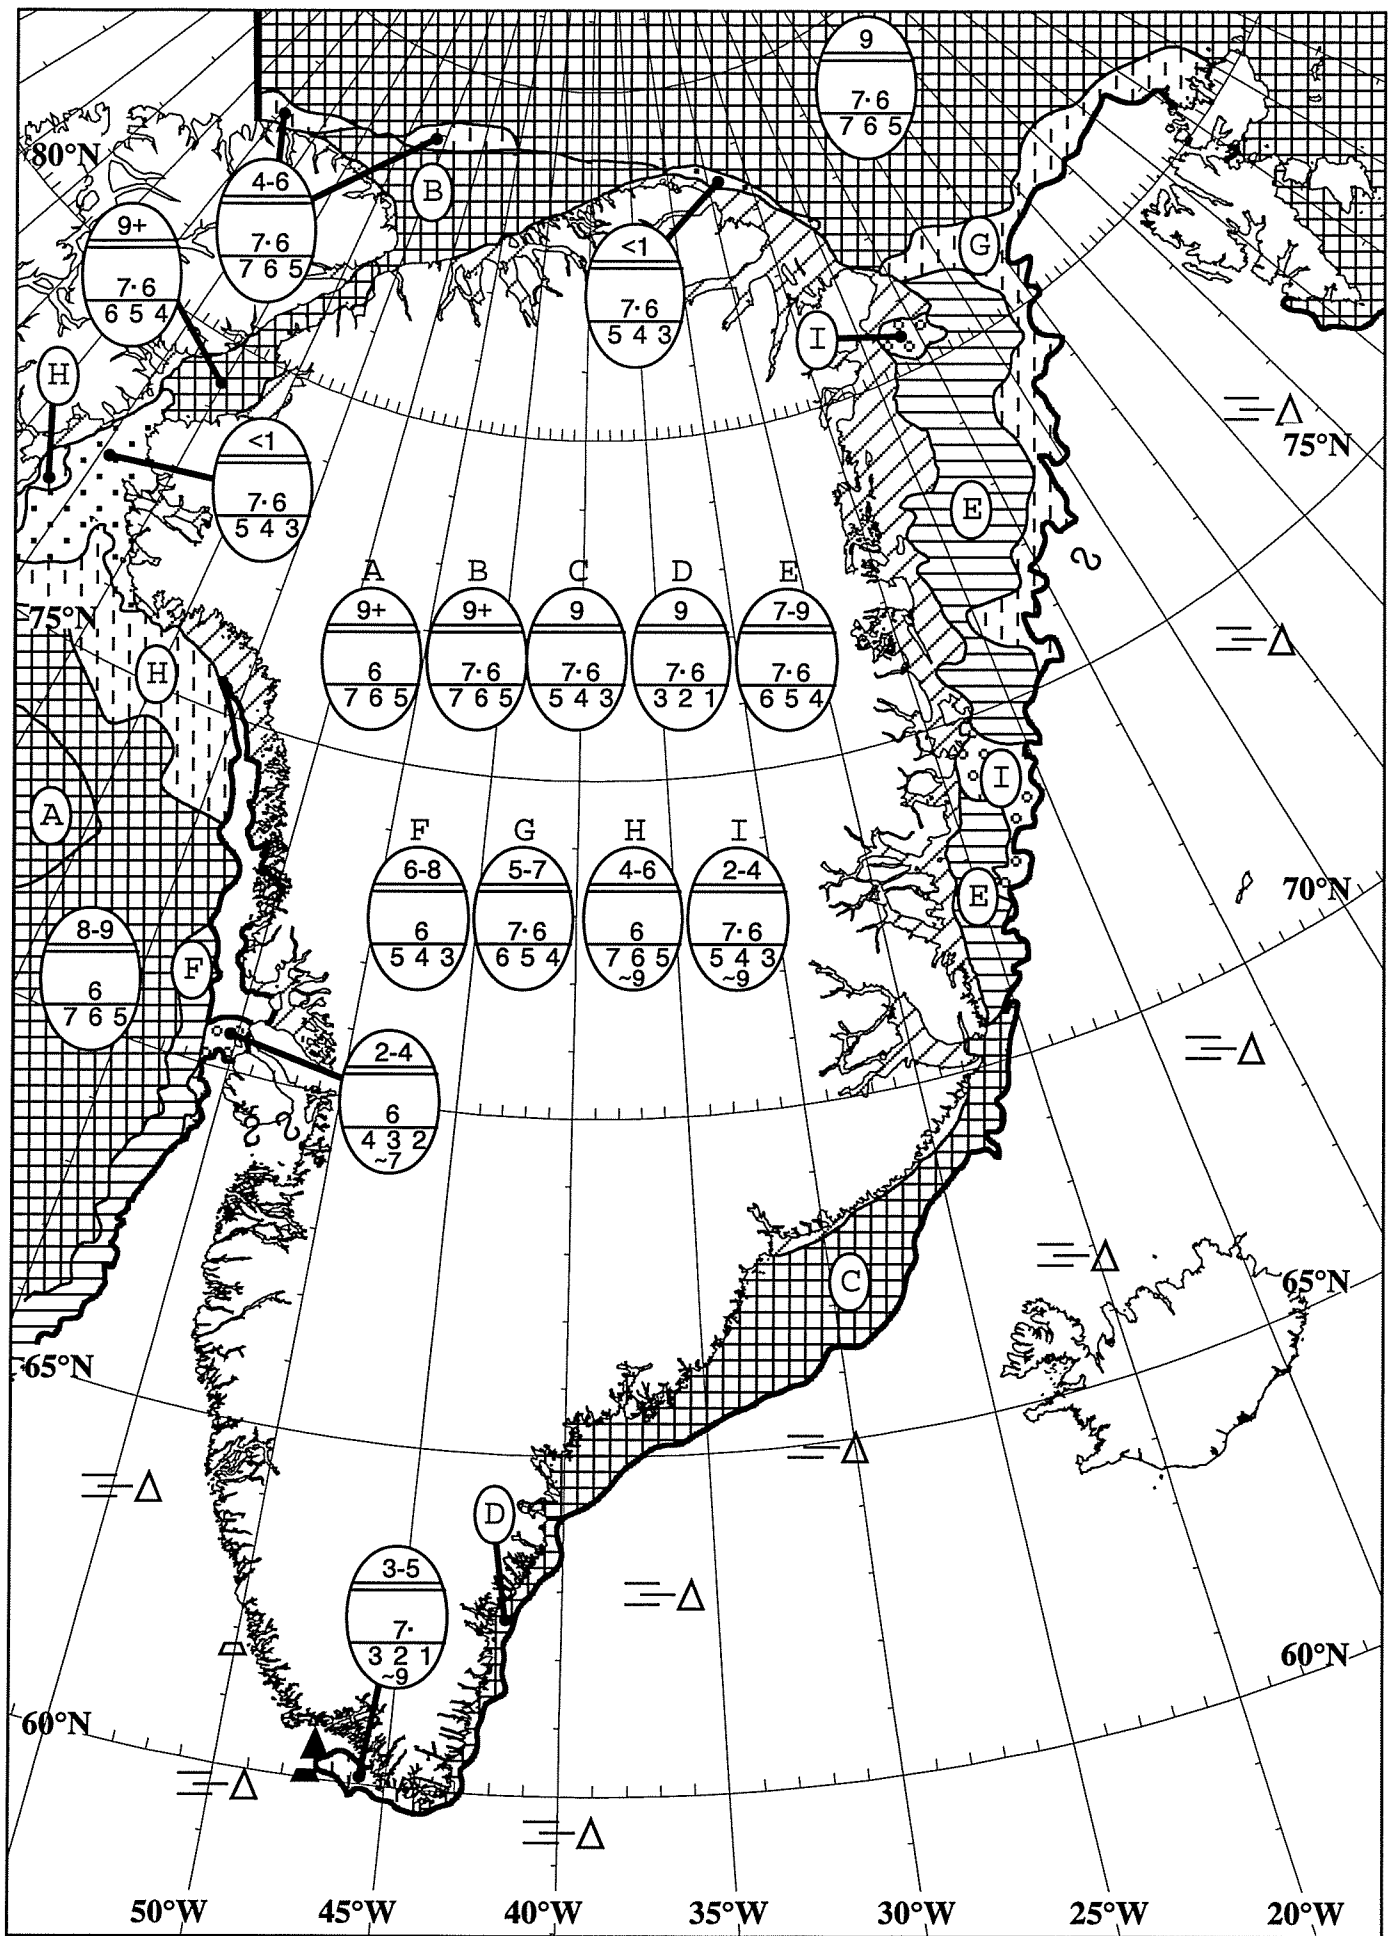 9
7·6
7 6 5
80°N
4-6
7·6
7 6 5
B
9+
7·6
6 5 4
<1
7·6
5 4 3
G
I
H
75°N
<1
7·6
5 4 3
E
A B C D E
9+ 9+ 9 9 7-9
6 7·6 7·6 7·6 7·6
7 6 5 7 6 5 5 4 3 3 2 1 6 5 4
75°N
H
I
A
F G H I
6-8 5-7 4-6 2-4
6 7·6 6 7·6
5 4 3 6 5 4 7 6 5 5 4 3
~9 ~9
E
70°N
8-9
6
7 6 5
F
2-4
6
4 3 2
~7
C
65°N
65°N
D
3-5
7·
3 2 1
~9
60°N
60°N
50°W 45°W 40°W 35°W 30°W 25°W 20°W